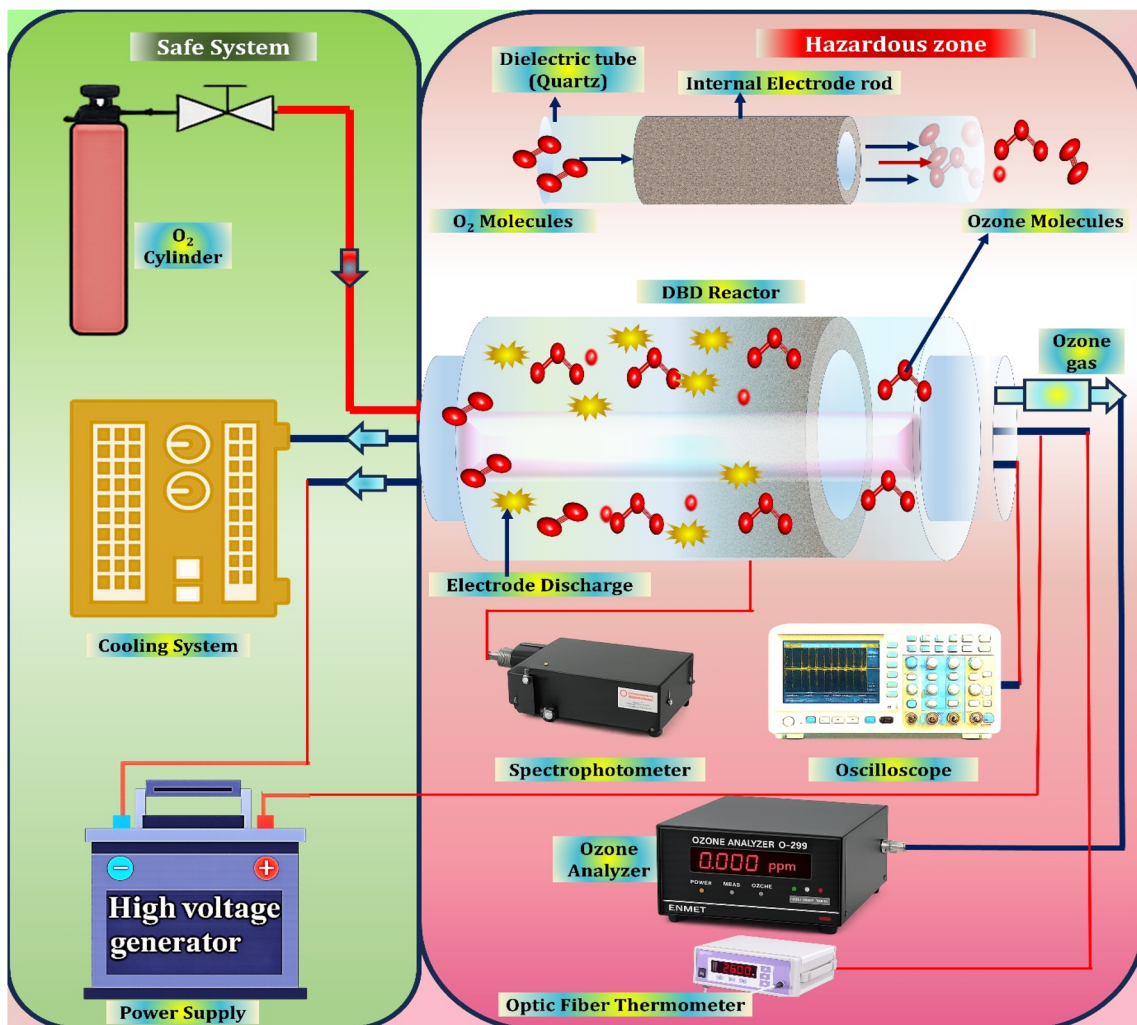 Safe System
Hazardous zone
Dielectric tube
(Quartz)
Internal Electrode rod
O₂ Molecules
Ozone Molecules
O₂
Cylinder
DBD Reactor
Ozone
gas
Electrode Discharge
Cooling System
Spectrophotometer
Oscilloscope
Ozone
Analyzer
OZONE ANALYZER O-299
0.000 ppm
POWER
MEAS
OZCHE
ENMET
High voltage
generator
2600
Optic Fiber Thermometer
Power Supply